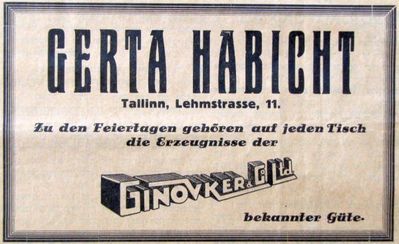 GERTA HABICHT
Tallinn, Lehmstrasse, 11.
Zu den Feiertagen gehören auf jeden Tisch
die Erzeugnisse der
GINOVKER & Co Ltd.
bekannter Güte.